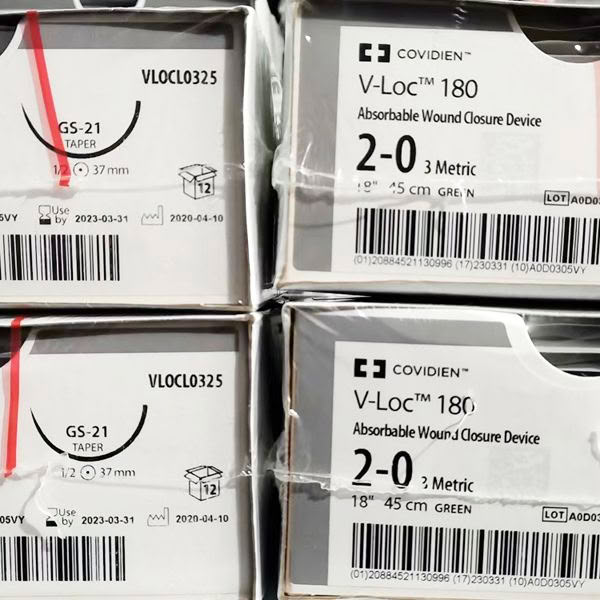 VLOCL0325
GS-21
TAPER
1/2 37mm
12
5VY Use by 2023-03-31 2020-04-10
COVIDIEN™
V-Loc™ 180
Absorbable Wound Closure Device
2-0 3 Metric
18" 45 cm GREEN
LOT A0D03
(01)20884521130996 (17)230331 (10)A0D0305VY
VLOCL0325
GS-21
TAPER
1/2 37mm
12
05VY Use by 2023-03-31 2020-04-10
COVIDIEN™
V-Loc™ 180
Absorbable Wound Closure Device
2-0 3 Metric
18" 45 cm GREEN
LOT A0D03
(01)20884521130996 (17)230331 (10)A0D0305VY